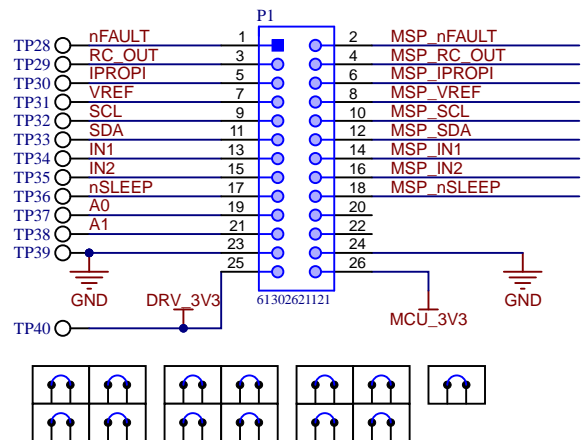 P1
TP28 nFAULT 1 2 MSP_nFAULT
TP29 RC_OUT 3 4 MSP_RC_OUT
TP30 IPROPI 5 6 MSP_IPROPI
TP31 VREF 7 8 MSP_VREF
TP32 SCL 9 10 MSP_SCL
TP33 SDA 11 12 MSP_SDA
TP34 IN1 13 14 MSP_IN1
TP35 IN2 15 16 MSP_IN2
TP36 nSLEEP 17 18 MSP_nSLEEP
TP37 A0 19 20
TP38 A1 21 22
TP39 23 24
25 26
GND DRV_3V3 61302621121 GND
TP40 MCU_3V3